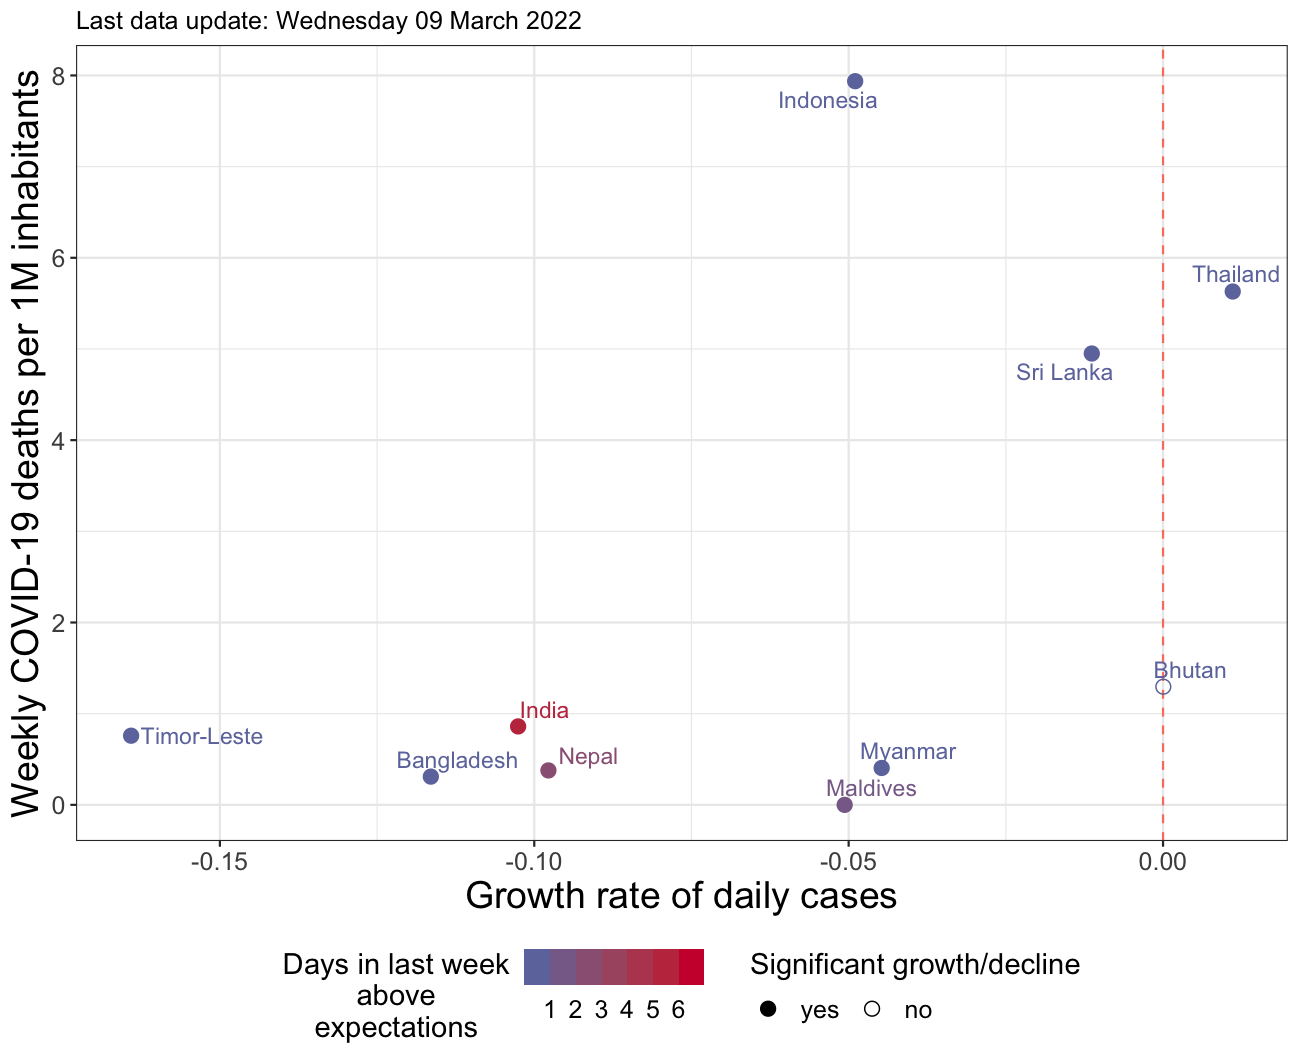 Last data update: Wednesday 09 March 2022
Weekly COVID-19 deaths per 1M inhabitants
8
6
4
2
0
Indonesia
Thailand
Sri Lanka
Bhutan
India
Timor-Leste
Bangladesh
Nepal
Myanmar
Maldives
-0.15 -0.10 -0.05 0.00
Growth rate of daily cases
Days in last week
above
expectations
1 2 3 4 5 6
Significant growth/decline
yes no